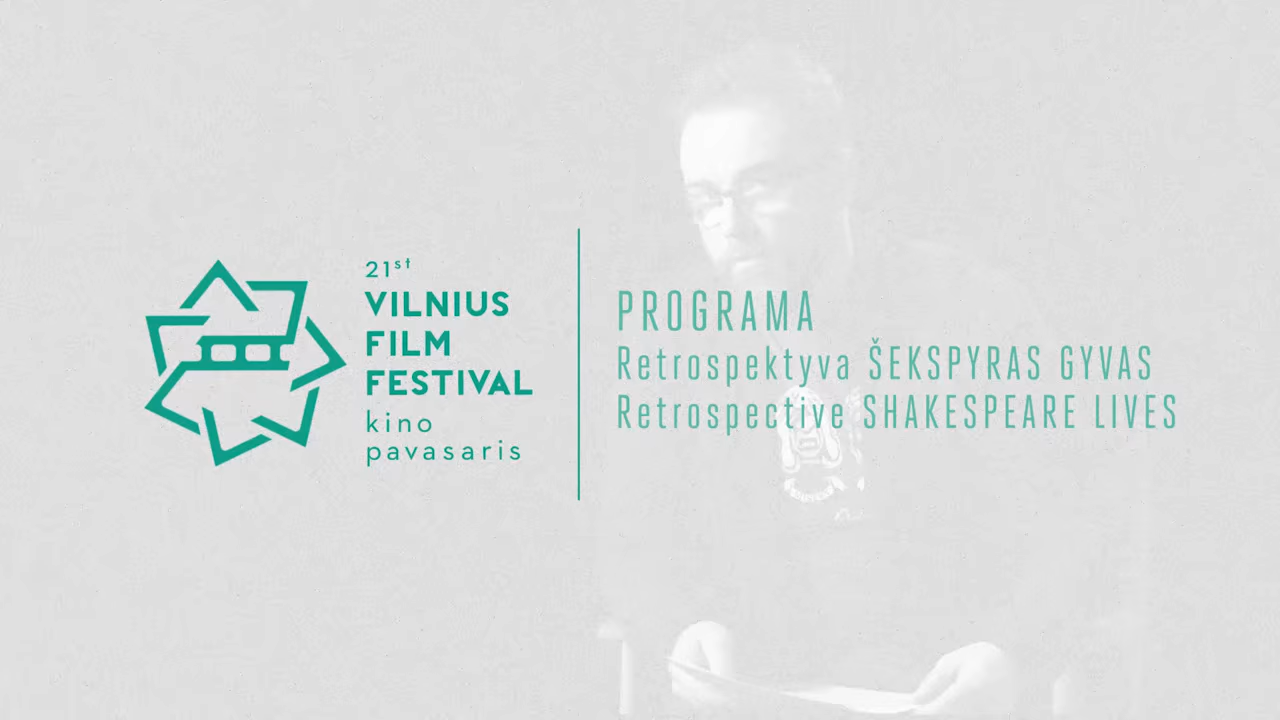 21st
VILNIUS
FILM
FESTIVAL
kino
pavasaris
PROGRAMA
Retrospektyva ŠEKSPYRAS GYVAS
Retrospective SHAKESPEARE LIVES